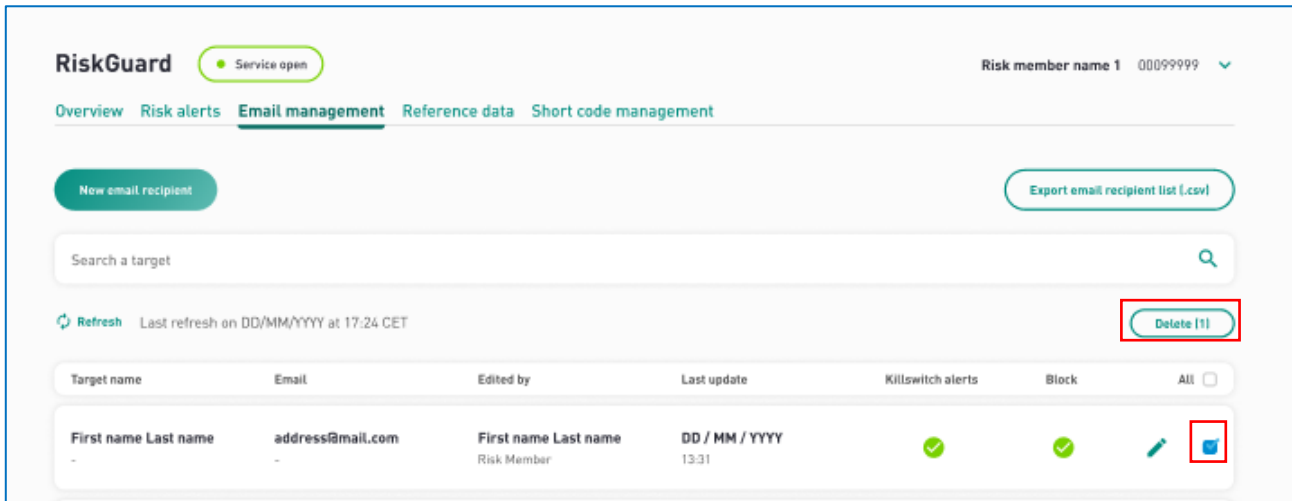 RiskGuard Service open Risk member name 1 00099999
Overview Risk alerts Email management Reference data Short code management
New email recipient Export email recipient list (.csv)
Search a target
Refresh Last refresh on DD/MM/YYYY at 17:24 CET Delete (1)
Target name Email Edited by Last update Killswitch alerts Block All
First name Last name address@mail.com First name Last name DD / MM / YYYY
- - Risk Member 13:31